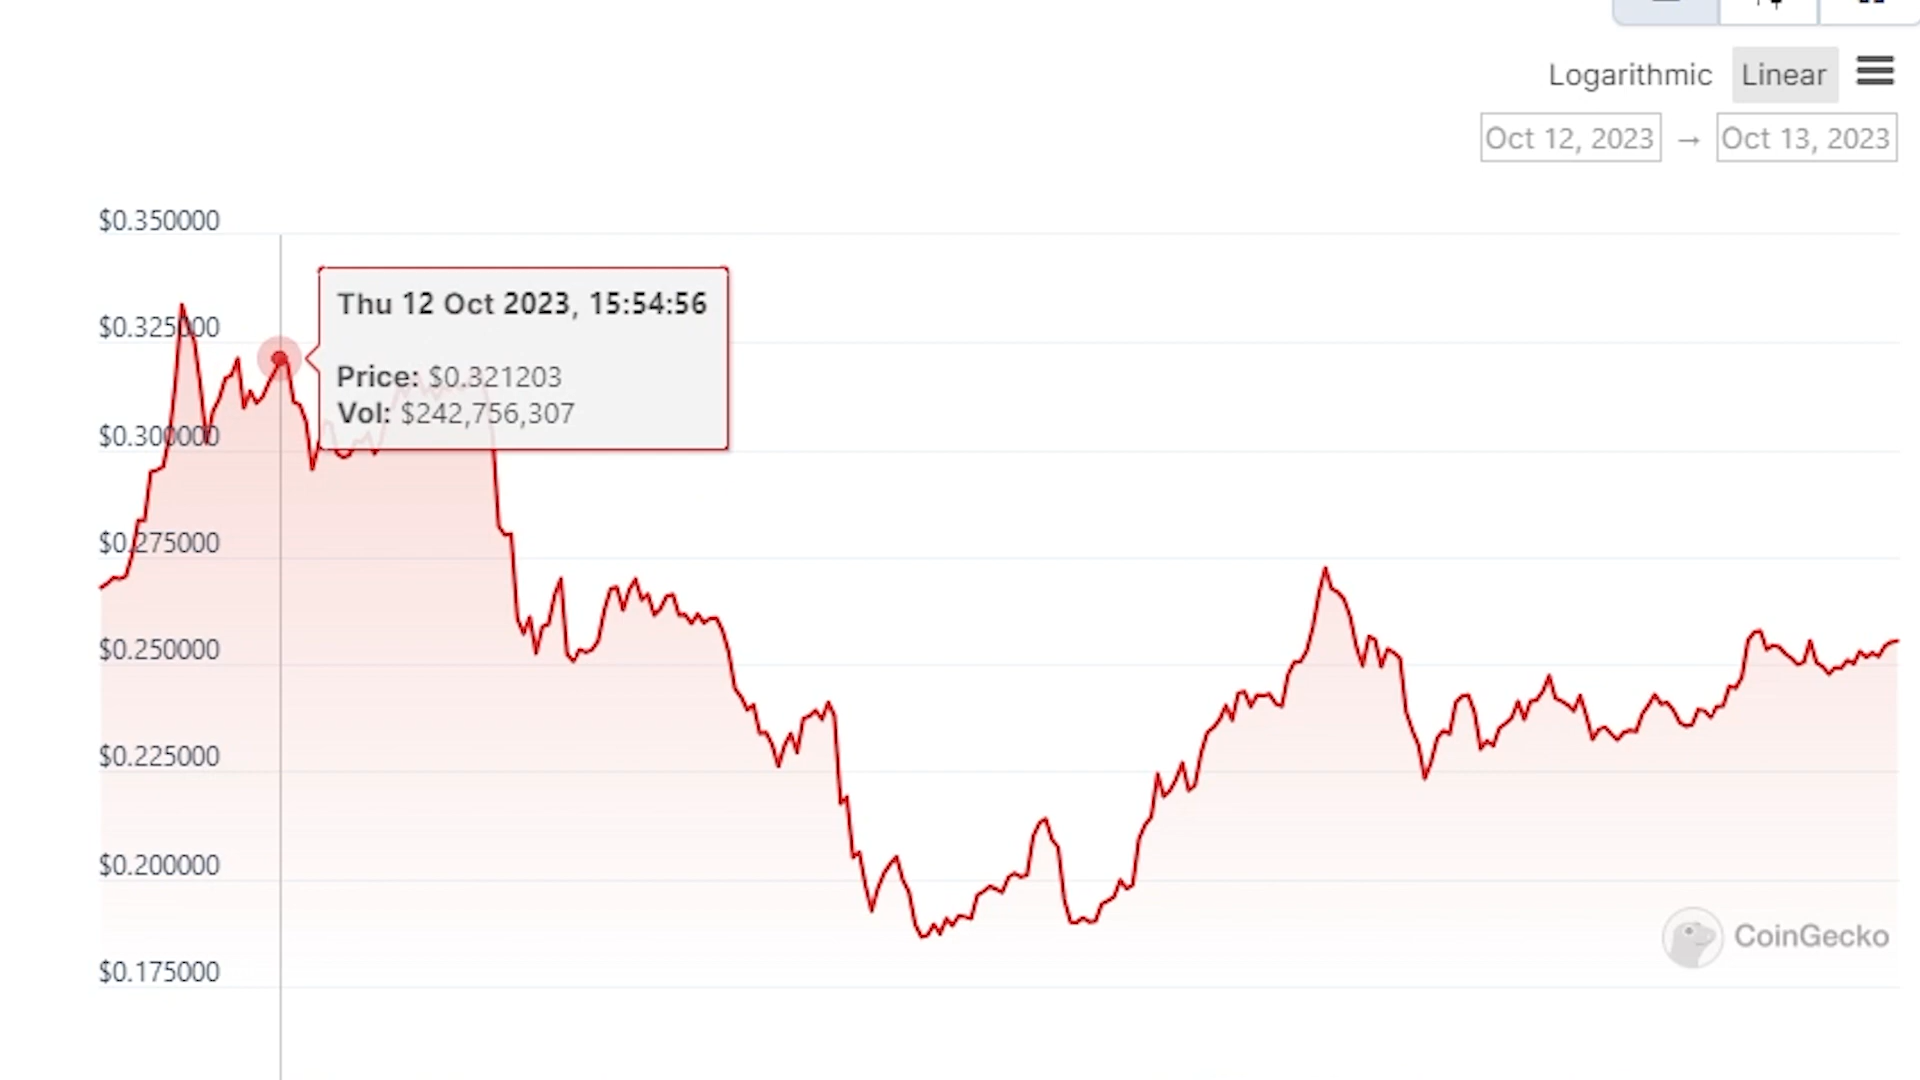 Logarithmic Linear
Oct 12, 2023 → Oct 13, 2023
$0.350000
Thu 12 Oct 2023, 15:54:56
$0.325000
Price: $0.321203
Vol: $242,756,307
$0.300000
$0.275000
$0.250000
$0.225000
$0.200000
CoinGecko
$0.175000